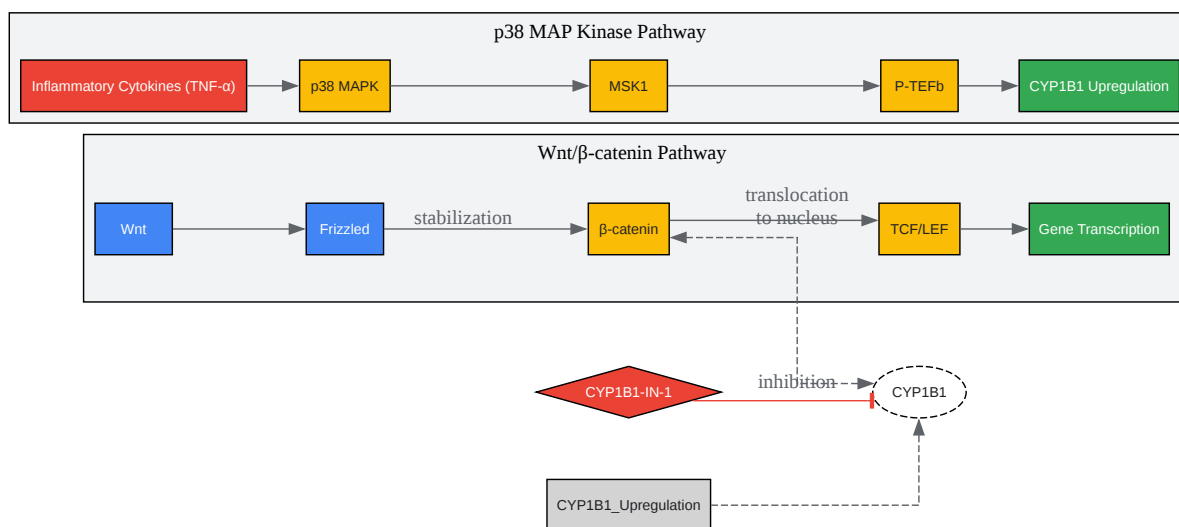 p38 MAP Kinase Pathway
Inflammatory Cytokines (TNF-α)
p38 MAPK
MSK1
P-TEFb
CYP1B1 Upregulation
Wnt/β-catenin Pathway
Wnt
Frizzled
stabilization
β-catenin
translocation
to nucleus
TCF/LEF
Gene Transcription
CYP1B1-IN-1
inhibition
CYP1B1
CYP1B1_Upregulation